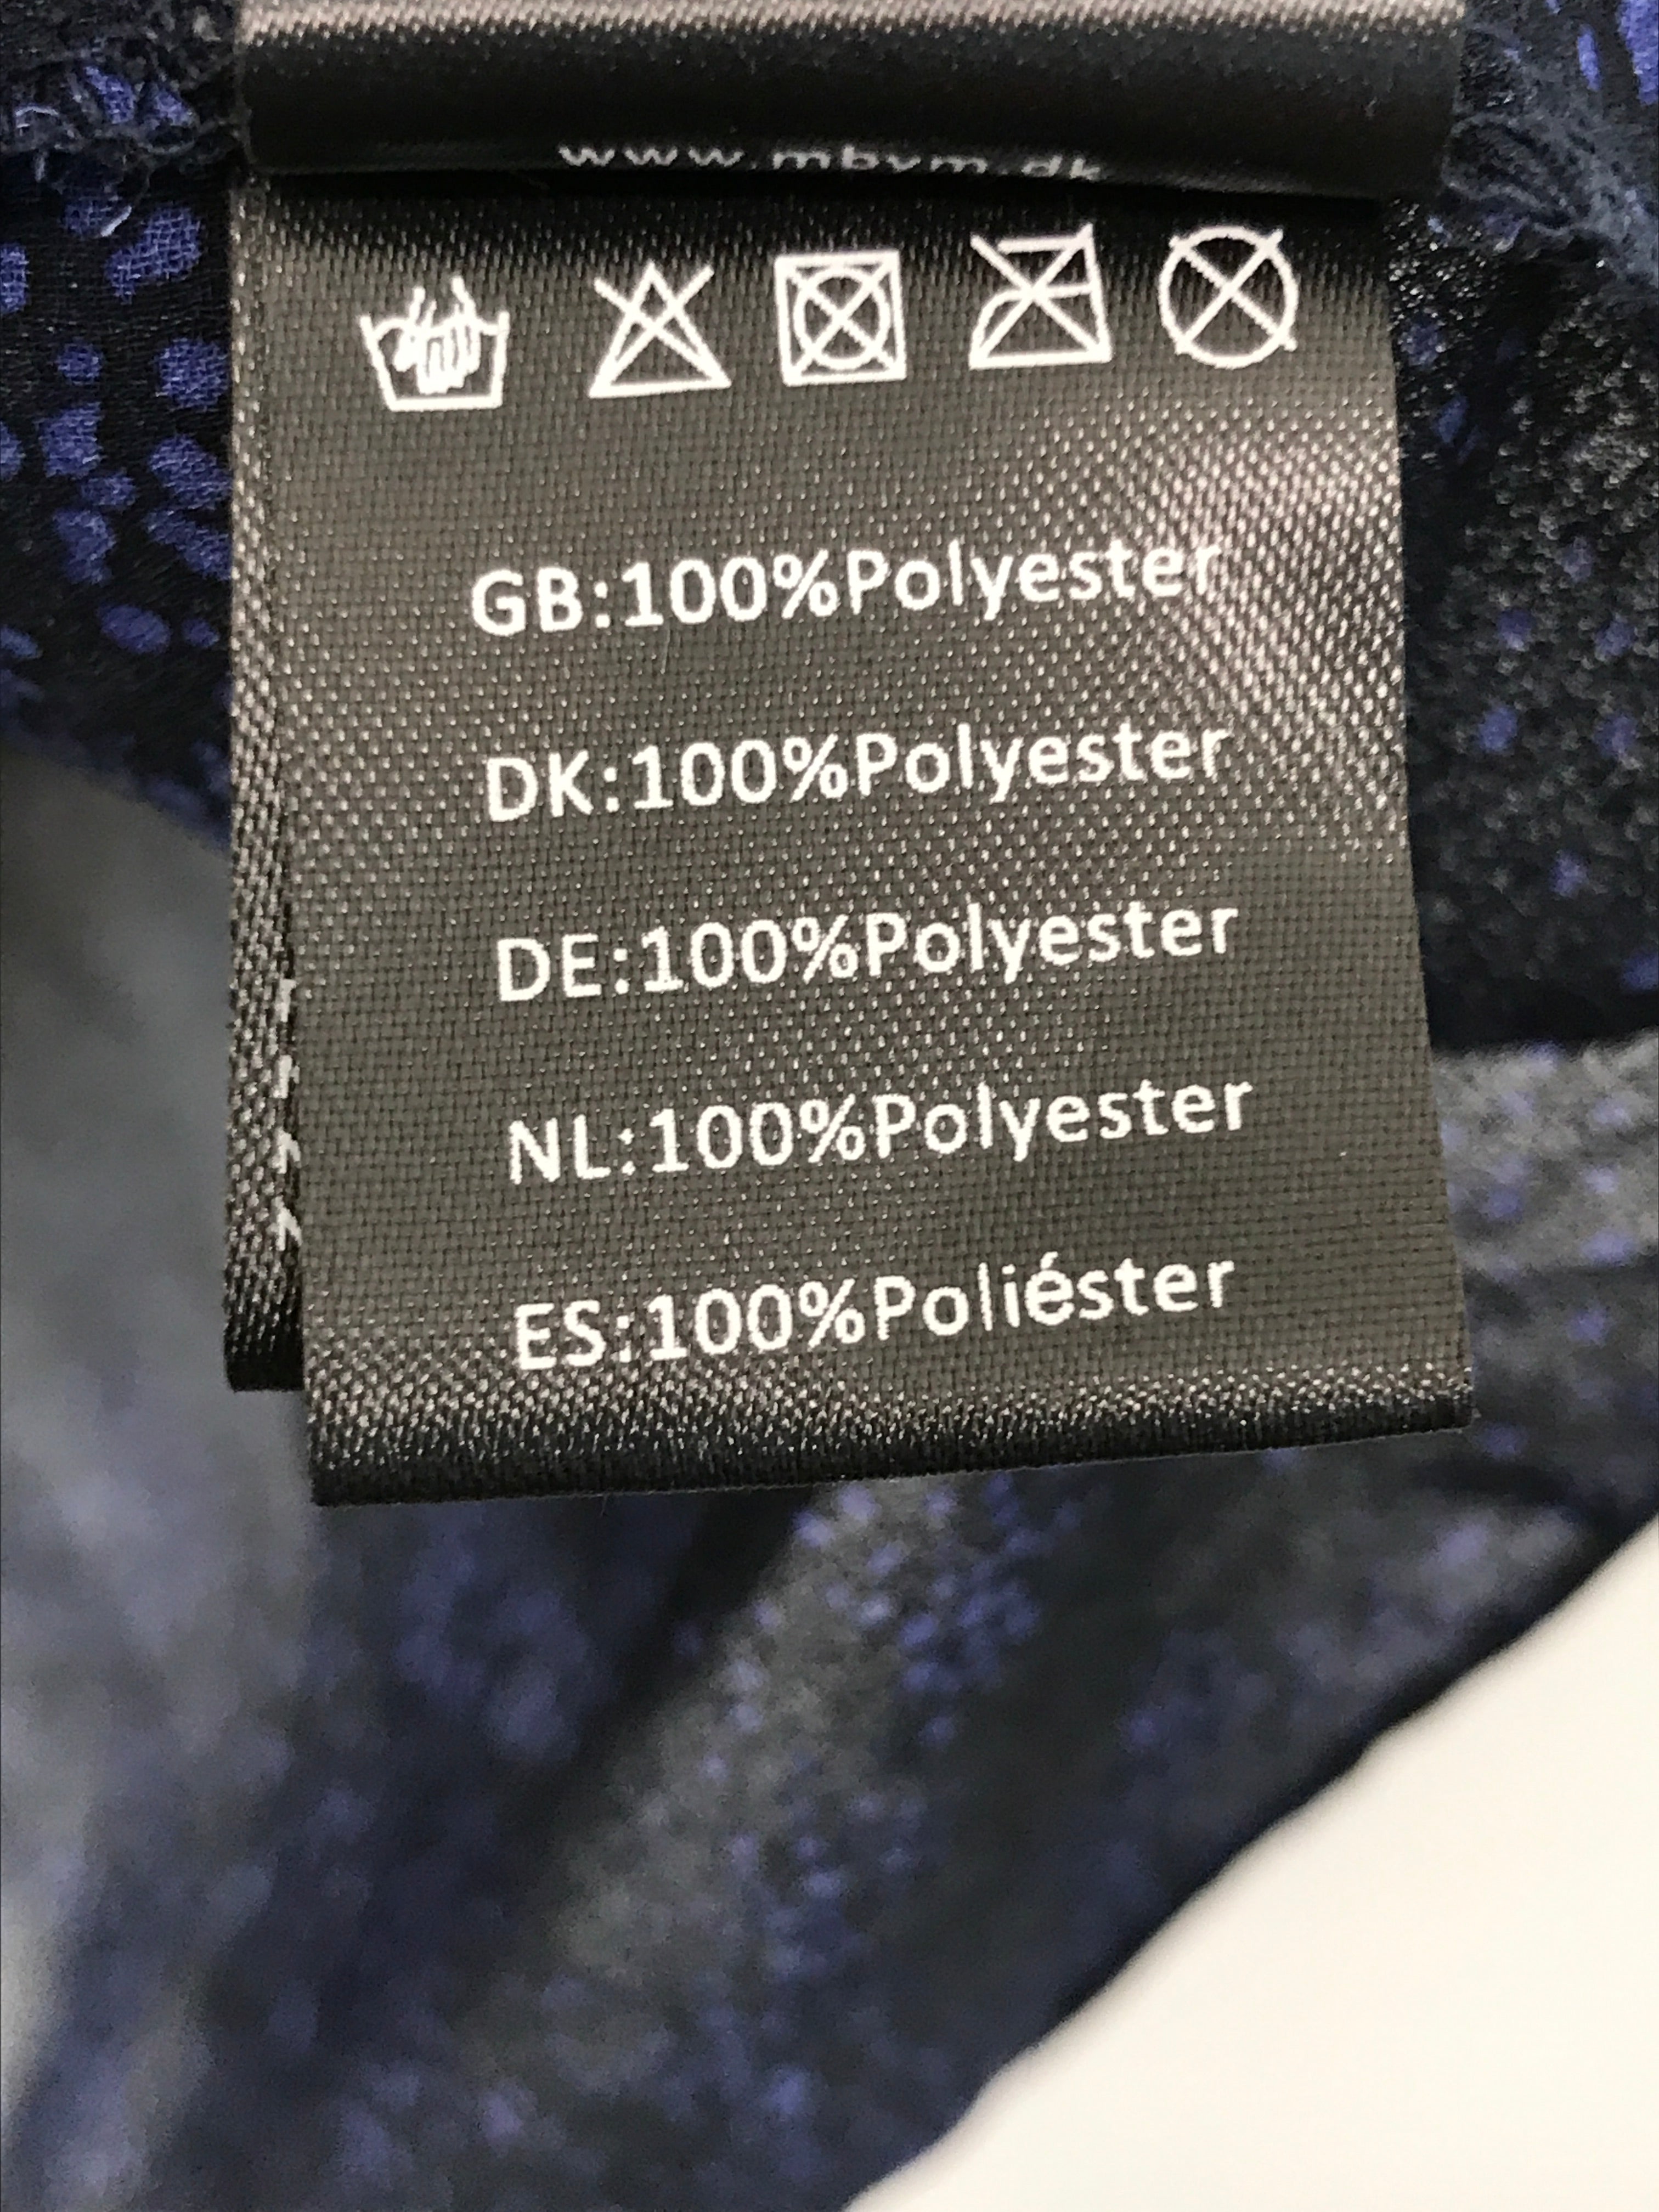 www.mbym.dk
GB:100%Polyester
DK:100%Polyester
DE:100%Polyester
NL:100%Polyester
ES:100%Poliéster